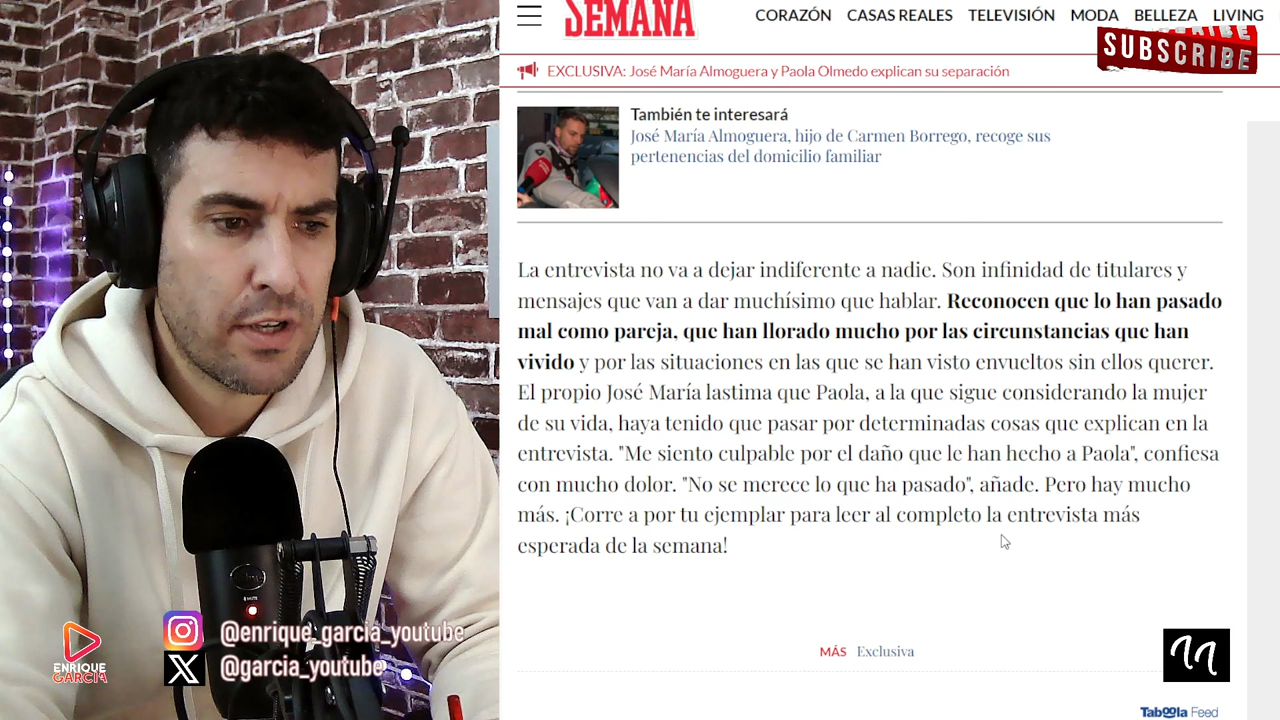 SEMANA
CORAZÓN CASAS REALES TELEVISIÓN MODA BELLEZA LIVING
SUBSCRIBE
EXCLUSIVA: José María Almoguera y Paola Olmedo explican su separación
También te interesará
José María Almoguera, hijo de Carmen Borrego, recoge sus
pertenencias del domicilio familiar
La entrevista no va a dejar indiferente a nadie. Son infinidad de titulares y
mensajes que van a dar muchísimo que hablar. Reconocen que lo han pasado
mal como pareja, que han llorado mucho por las circunstancias que han
vivido y por las situaciones en las que se han visto envueltos sin ellos querer.
El propio José María lastima que Paola, a la que sigue considerando la mujer
de su vida, haya tenido que pasar por determinadas cosas que explican en la
entrevista. "Me siento culpable por el daño que le han hecho a Paola", confiesa
con mucho dolor. "No se merece lo que ha pasado", añade. Pero hay mucho
más. ¡Corre a por tu ejemplar para leer al completo la entrevista más
esperada de la semana!
MÁS Exclusiva
Taboola Feed
ENRIQUE
GARCIA
@enrique_garcia_youtube
@garcia_youtube